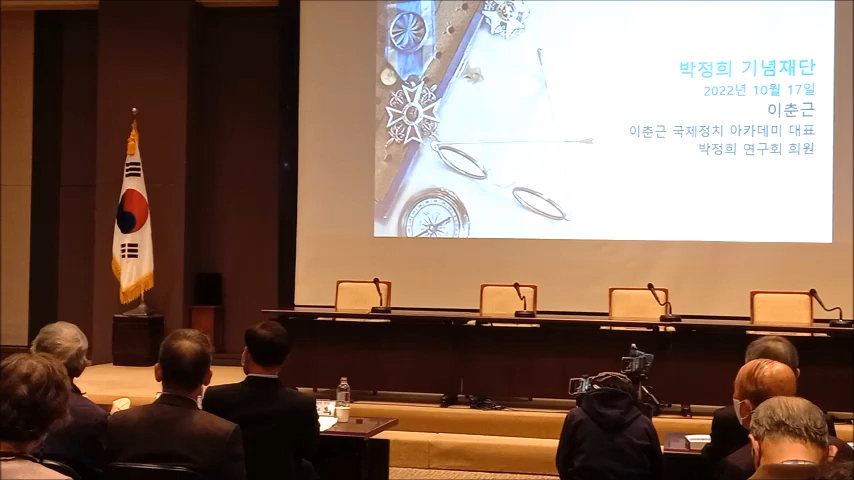 박정희 기념재단
2022년 10월 17일
이춘근
이춘근 국제정치 아카데미 대표
박정희 연구회 회원